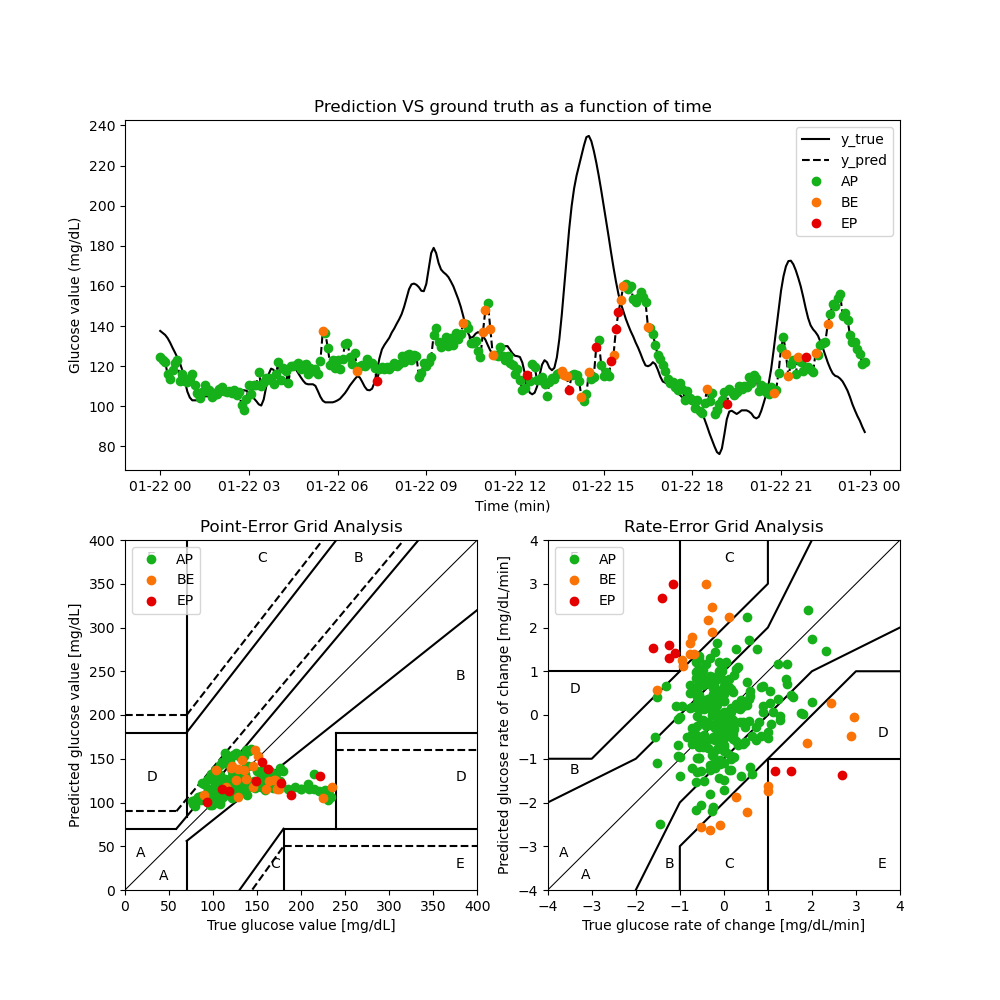 Prediction VS ground truth as a function of time
Glucose value (mg/dL)
240
220
200
180
160
140
120
100
80
y_true
y_pred
AP
BE
EP
01-22 00 01-22 03 01-22 06 01-22 09 01-22 12 01-22 15 01-22 18 01-22 21 01-23 00
Time (min)
Point-Error Grid Analysis
Predicted glucose value [mg/dL]
400
350
300
250
200
150
100
50
0
AP
BE
EP
C
B
B
D
D
A
A
C
E
0 50 100 150 200 250 300 350 400
True glucose value [mg/dL]
Rate-Error Grid Analysis
Predicted glucose rate of change [mg/dL/min]
4
3
2
1
0
−1
−2
−3
−4
AP
BE
EP
C
D
D
B
A
A
B
C
E
−4 −3 −2 −1 0 1 2 3 4
True glucose rate of change [mg/dL/min]